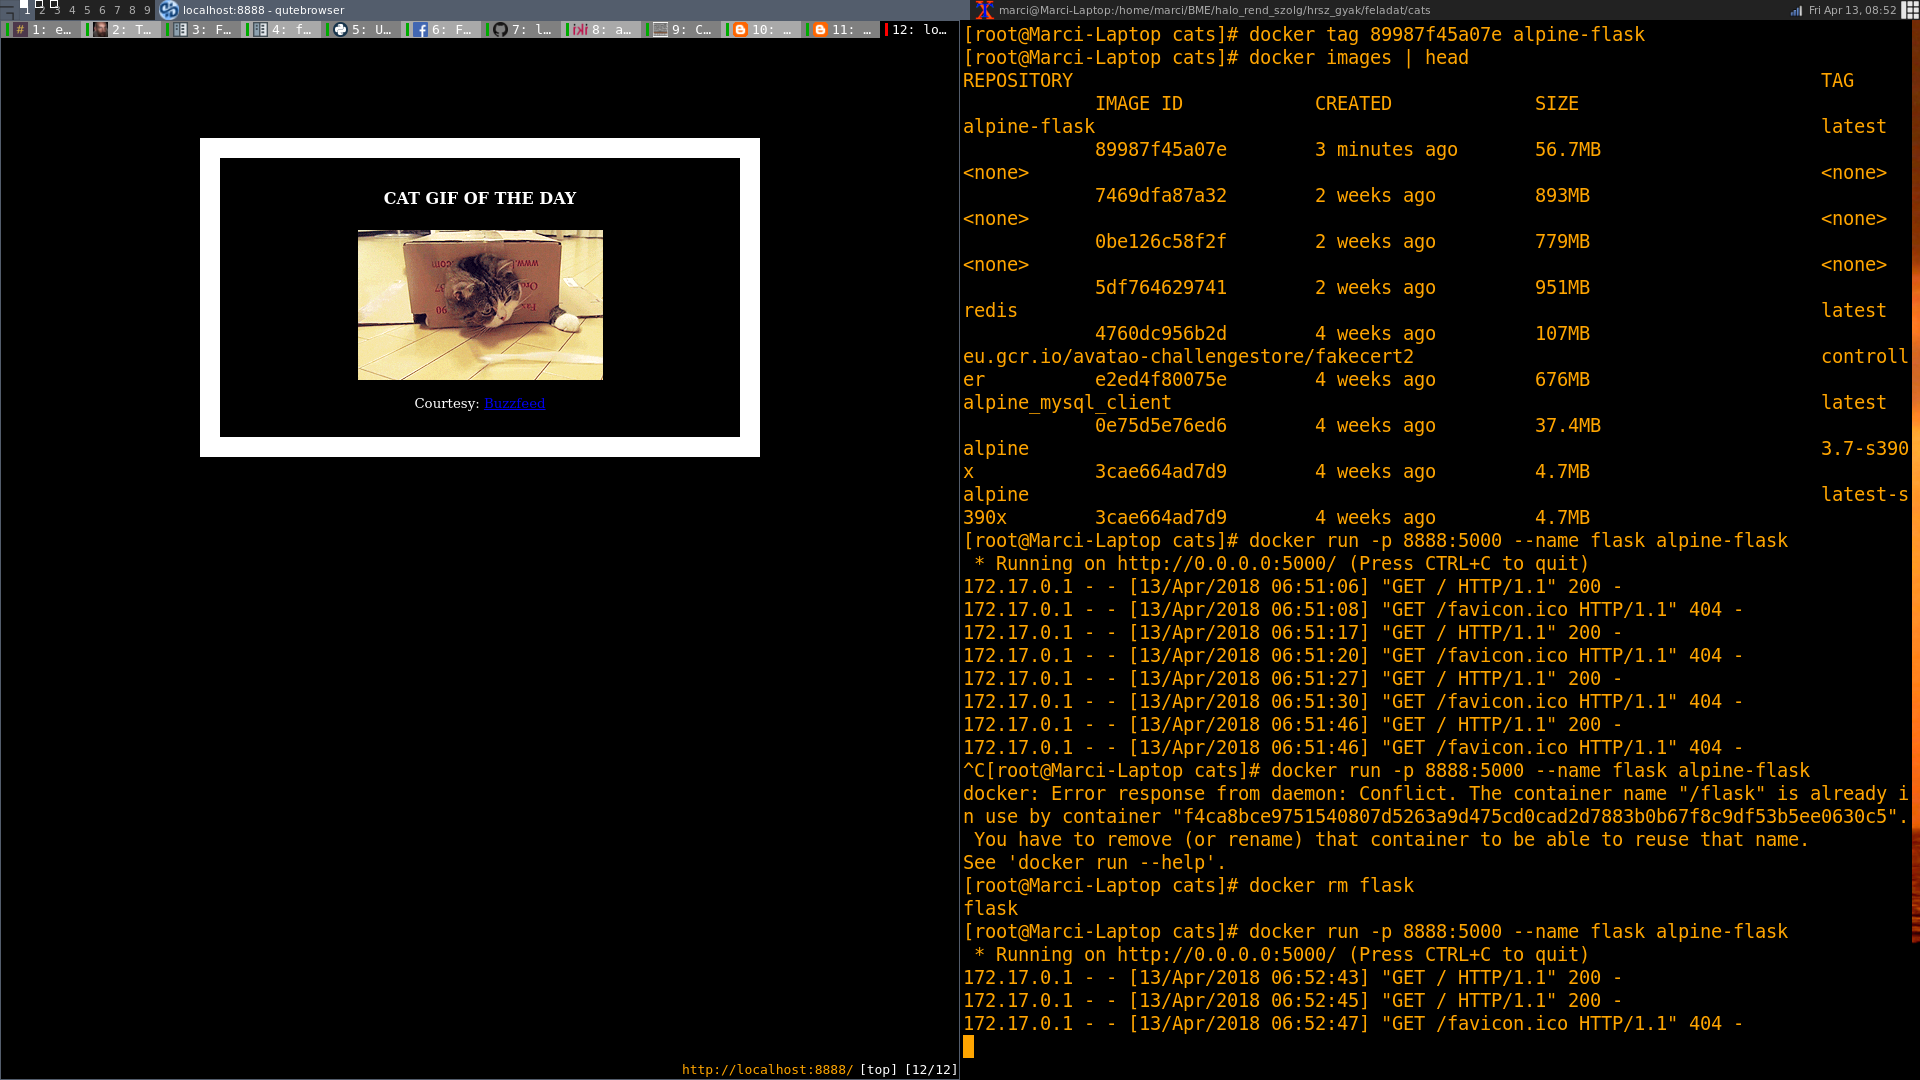 1 2 3 4 5 6 7 8 9 localhost:8888 - qutebrowser
# 1: e… 2: T… 3: F… 4: f… 5: U… 6: F… 7: l… 8: a… 9: C… 10: … 11: … 12: lo…
CAT GIF OF THE DAY
Courtesy: Buzzfeed
http://localhost:8888/ [top] [12/12]
marci@Marci-Laptop:/home/marci/BME/halo_rend_szolg/hrsz_gyak/feladat/cats
Fri Apr 13, 08:52
[root@Marci-Laptop cats]# docker tag 89987f45a07e alpine-flask
[root@Marci-Laptop cats]# docker images | head
REPOSITORY TAG
IMAGE ID CREATED SIZE
alpine-flask latest
89987f45a07e 3 minutes ago 56.7MB
<none> <none>
7469dfa87a32 2 weeks ago 893MB
<none> <none>
0be126c58f2f 2 weeks ago 779MB
<none> <none>
5df764629741 2 weeks ago 951MB
redis latest
4760dc956b2d 4 weeks ago 107MB
eu.gcr.io/avatao-challengestore/fakecert2 controll
er e2ed4f80075e 4 weeks ago 676MB
alpine_mysql_client latest
0e75d5e76ed6 4 weeks ago 37.4MB
alpine 3.7-s390
x 3cae664ad7d9 4 weeks ago 4.7MB
alpine latest-s
390x 3cae664ad7d9 4 weeks ago 4.7MB
[root@Marci-Laptop cats]# docker run -p 8888:5000 --name flask alpine-flask
* Running on http://0.0.0.0:5000/ (Press CTRL+C to quit)
172.17.0.1 - - [13/Apr/2018 06:51:06] "GET / HTTP/1.1" 200 -
172.17.0.1 - - [13/Apr/2018 06:51:08] "GET /favicon.ico HTTP/1.1" 404 -
172.17.0.1 - - [13/Apr/2018 06:51:17] "GET / HTTP/1.1" 200 -
172.17.0.1 - - [13/Apr/2018 06:51:20] "GET /favicon.ico HTTP/1.1" 404 -
172.17.0.1 - - [13/Apr/2018 06:51:27] "GET / HTTP/1.1" 200 -
172.17.0.1 - - [13/Apr/2018 06:51:30] "GET /favicon.ico HTTP/1.1" 404 -
172.17.0.1 - - [13/Apr/2018 06:51:46] "GET / HTTP/1.1" 200 -
172.17.0.1 - - [13/Apr/2018 06:51:46] "GET /favicon.ico HTTP/1.1" 404 -
^C[root@Marci-Laptop cats]# docker run -p 8888:5000 --name flask alpine-flask
docker: Error response from daemon: Conflict. The container name "/flask" is already i
n use by container "f4ca8bce9751540807d5263a9d475cd0cad2d7883b0b67f8c9df53b5ee0630c5".
You have to remove (or rename) that container to be able to reuse that name.
See 'docker run --help'.
[root@Marci-Laptop cats]# docker rm flask
flask
[root@Marci-Laptop cats]# docker run -p 8888:5000 --name flask alpine-flask
* Running on http://0.0.0.0:5000/ (Press CTRL+C to quit)
172.17.0.1 - - [13/Apr/2018 06:52:43] "GET / HTTP/1.1" 200 -
172.17.0.1 - - [13/Apr/2018 06:52:45] "GET / HTTP/1.1" 200 -
172.17.0.1 - - [13/Apr/2018 06:52:47] "GET /favicon.ico HTTP/1.1" 404 -